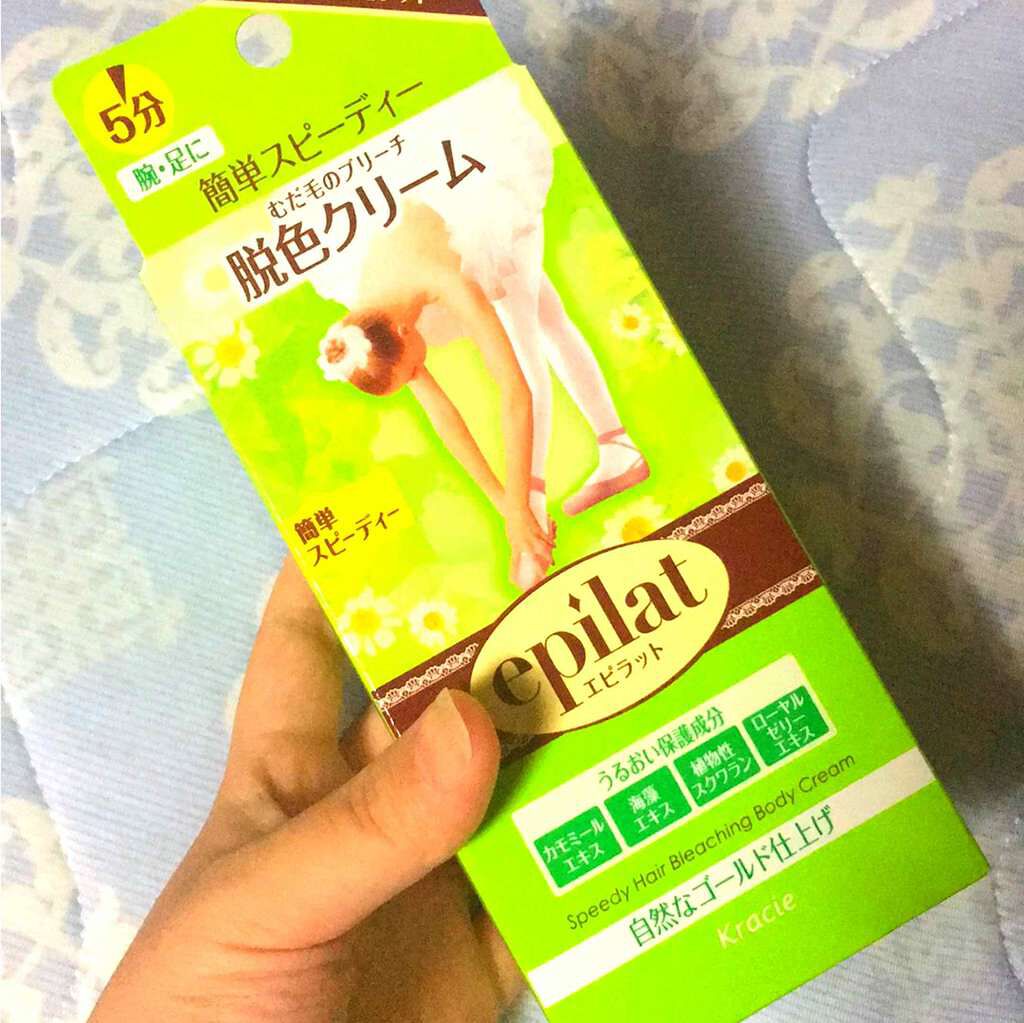 5分
腕・足に
簡単スピーディー
むだ毛のブリーチ
脱色クリーム
簡単
スピーディー
epilat
エピラット
うるおい保護成分
カモミール
エキス
海藻
エキス
植物性
スクワラン
ローヤル
ゼリー
エキス
Speedy Hair Bleaching Body Cream
自然なゴールド仕上げ
Kracie